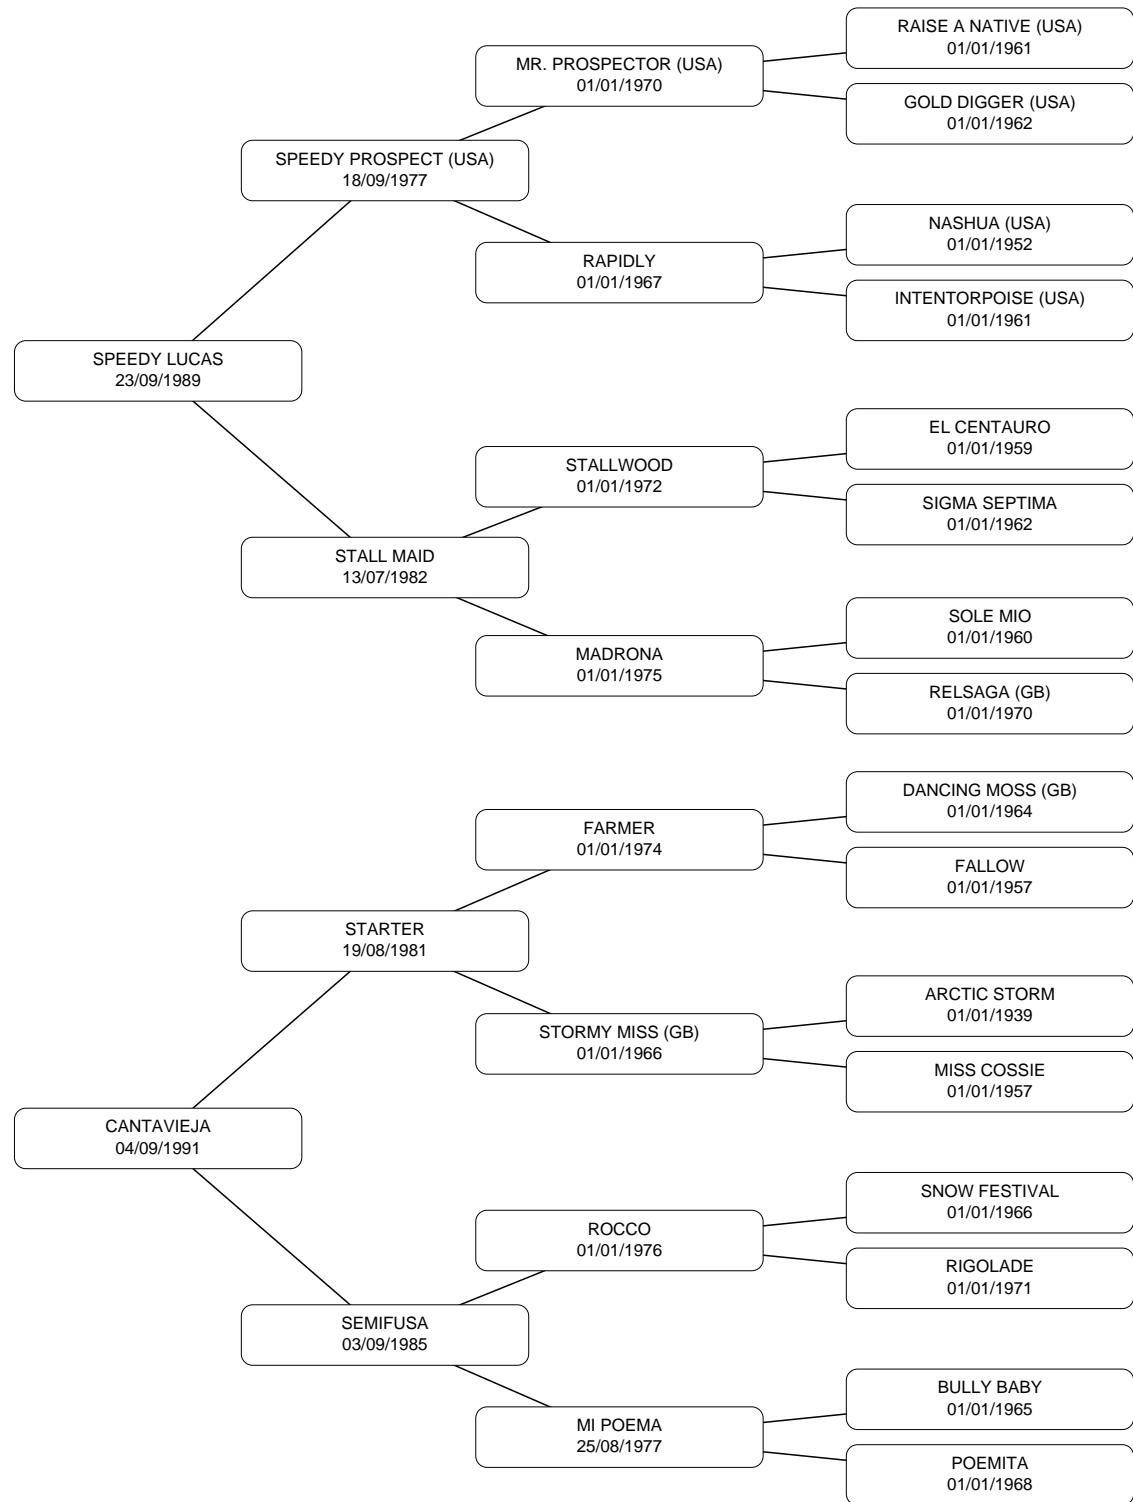 RAISE A NATIVE (USA)
01/01/1961
MR. PROSPECTOR (USA)
01/01/1970
GOLD DIGGER (USA)
01/01/1962
SPEEDY PROSPECT (USA)
18/09/1977
NASHUA (USA)
01/01/1952
RAPIDLY
01/01/1967
INTENTORPOISE (USA)
01/01/1961
SPEEDY LUCAS
23/09/1989
EL CENTAURO
01/01/1959
STALLWOOD
01/01/1972
SIGMA SEPTIMA
01/01/1962
STALL MAID
13/07/1982
SOLE MIO
01/01/1960
MADRONA
01/01/1975
RELSAGA (GB)
01/01/1970
DANCING MOSS (GB)
01/01/1964
FARMER
01/01/1974
FALLOW
01/01/1957
STARTER
19/08/1981
ARCTIC STORM
01/01/1939
STORMY MISS (GB)
01/01/1966
MISS COSSIE
01/01/1957
CANTAVIEJA
04/09/1991
SNOW FESTIVAL
01/01/1966
ROCCO
01/01/1976
RIGOLADE
01/01/1971
SEMIFUSA
03/09/1985
BULLY BABY
01/01/1965
MI POEMA
25/08/1977
POEMITA
01/01/1968